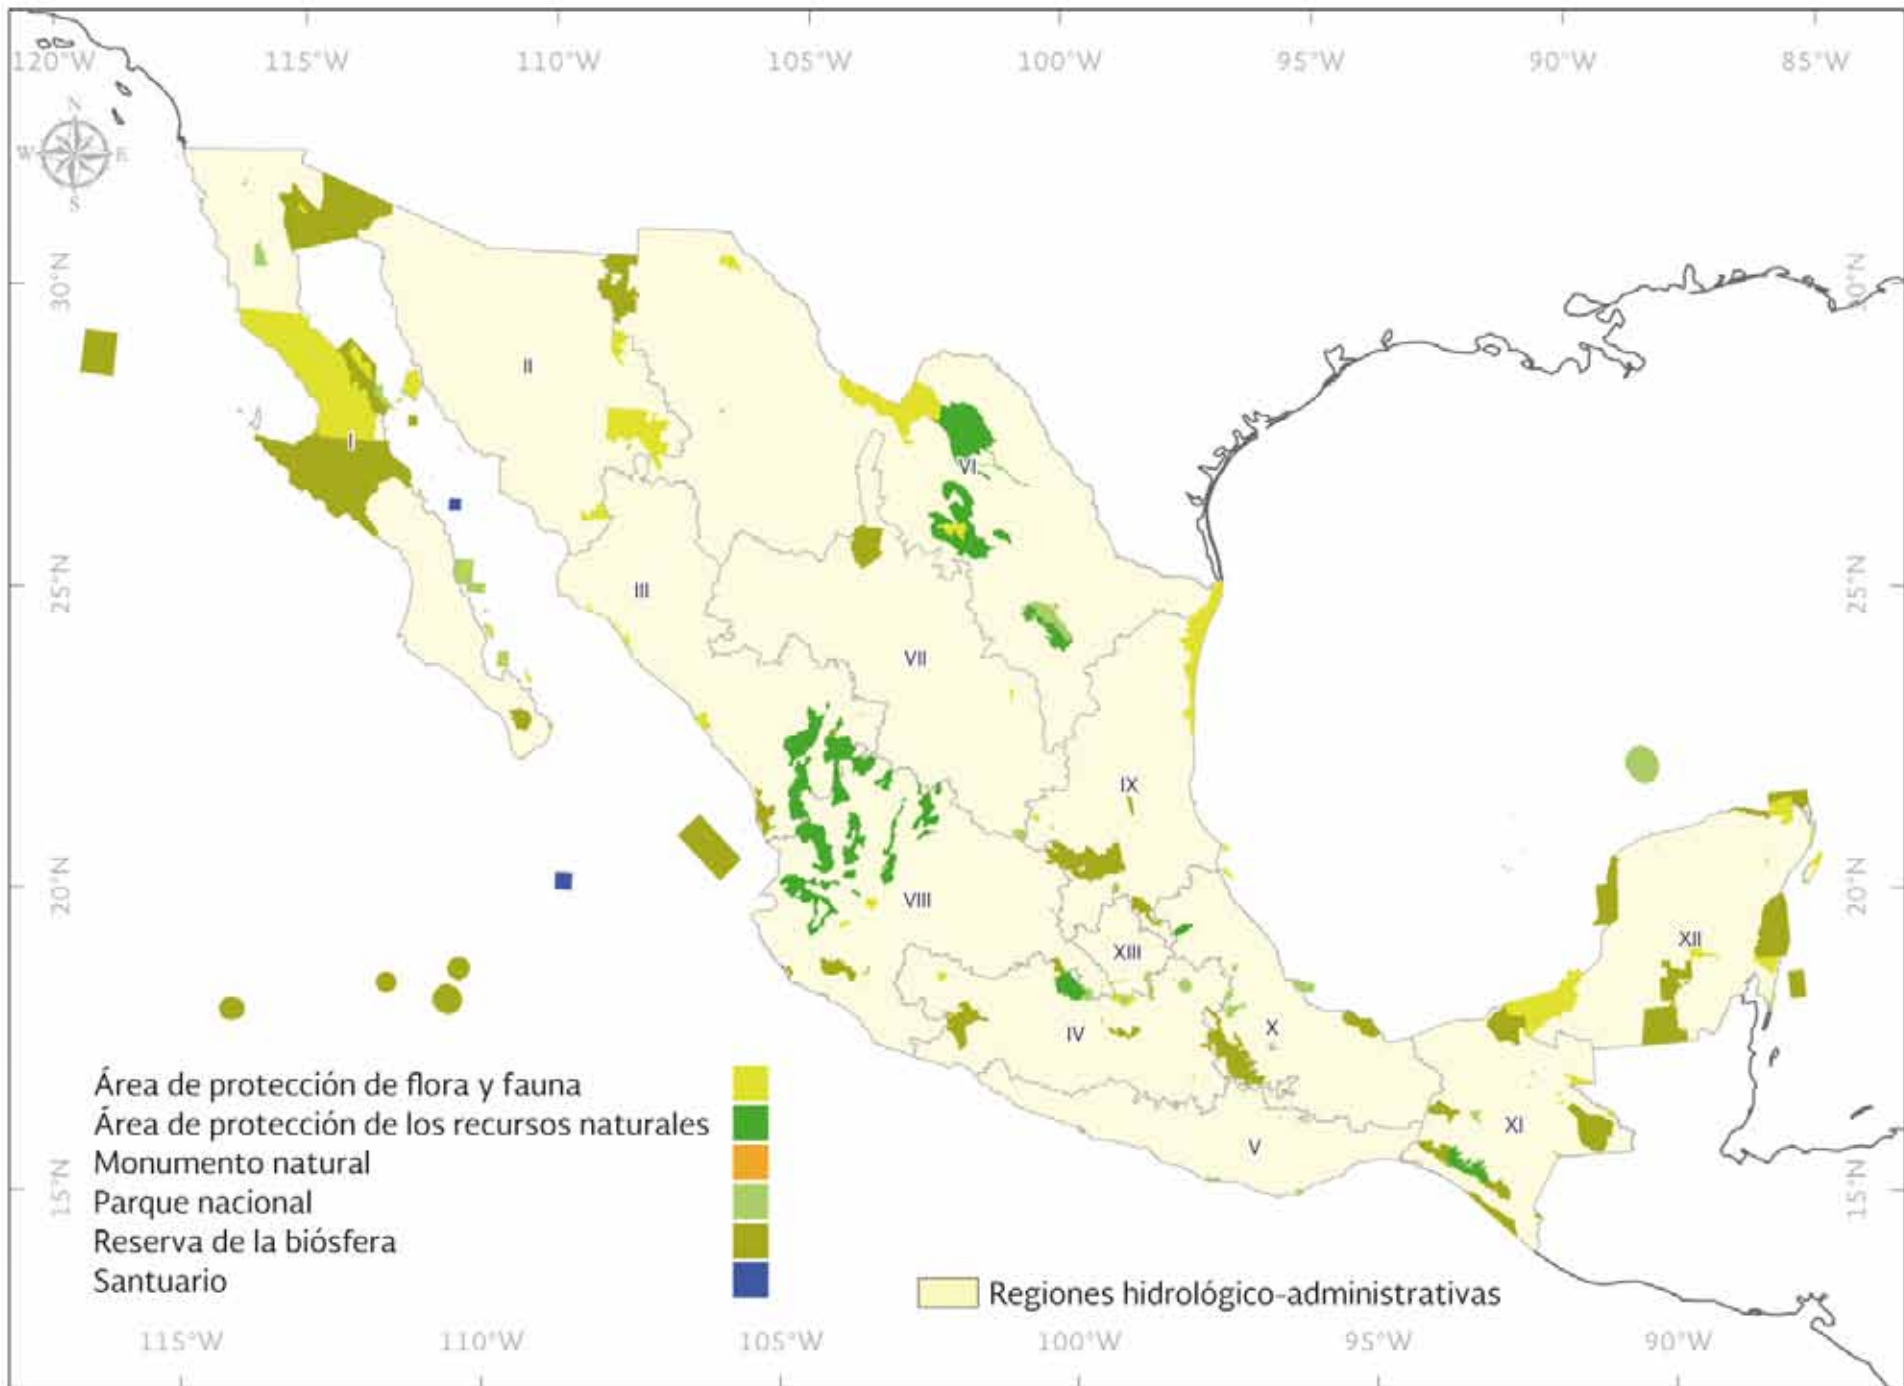 120°W 115°W 110°W 105°W 100°W 95°W 90°W 85°W
N
W E
S
30°N 30°N
II
I
VI
25°N 25°N
III
VII
IX
20°N 20°N
VIII
XII
XIII
IV X
XI
V
15°N 15°N
Área de protección de flora y fauna
Área de protección de los recursos naturales
Monumento natural
Parque nacional
Reserva de la biósfera
Santuario
Regiones hidrológico-administrativas
115°W 110°W 105°W 100°W 95°W 90°W